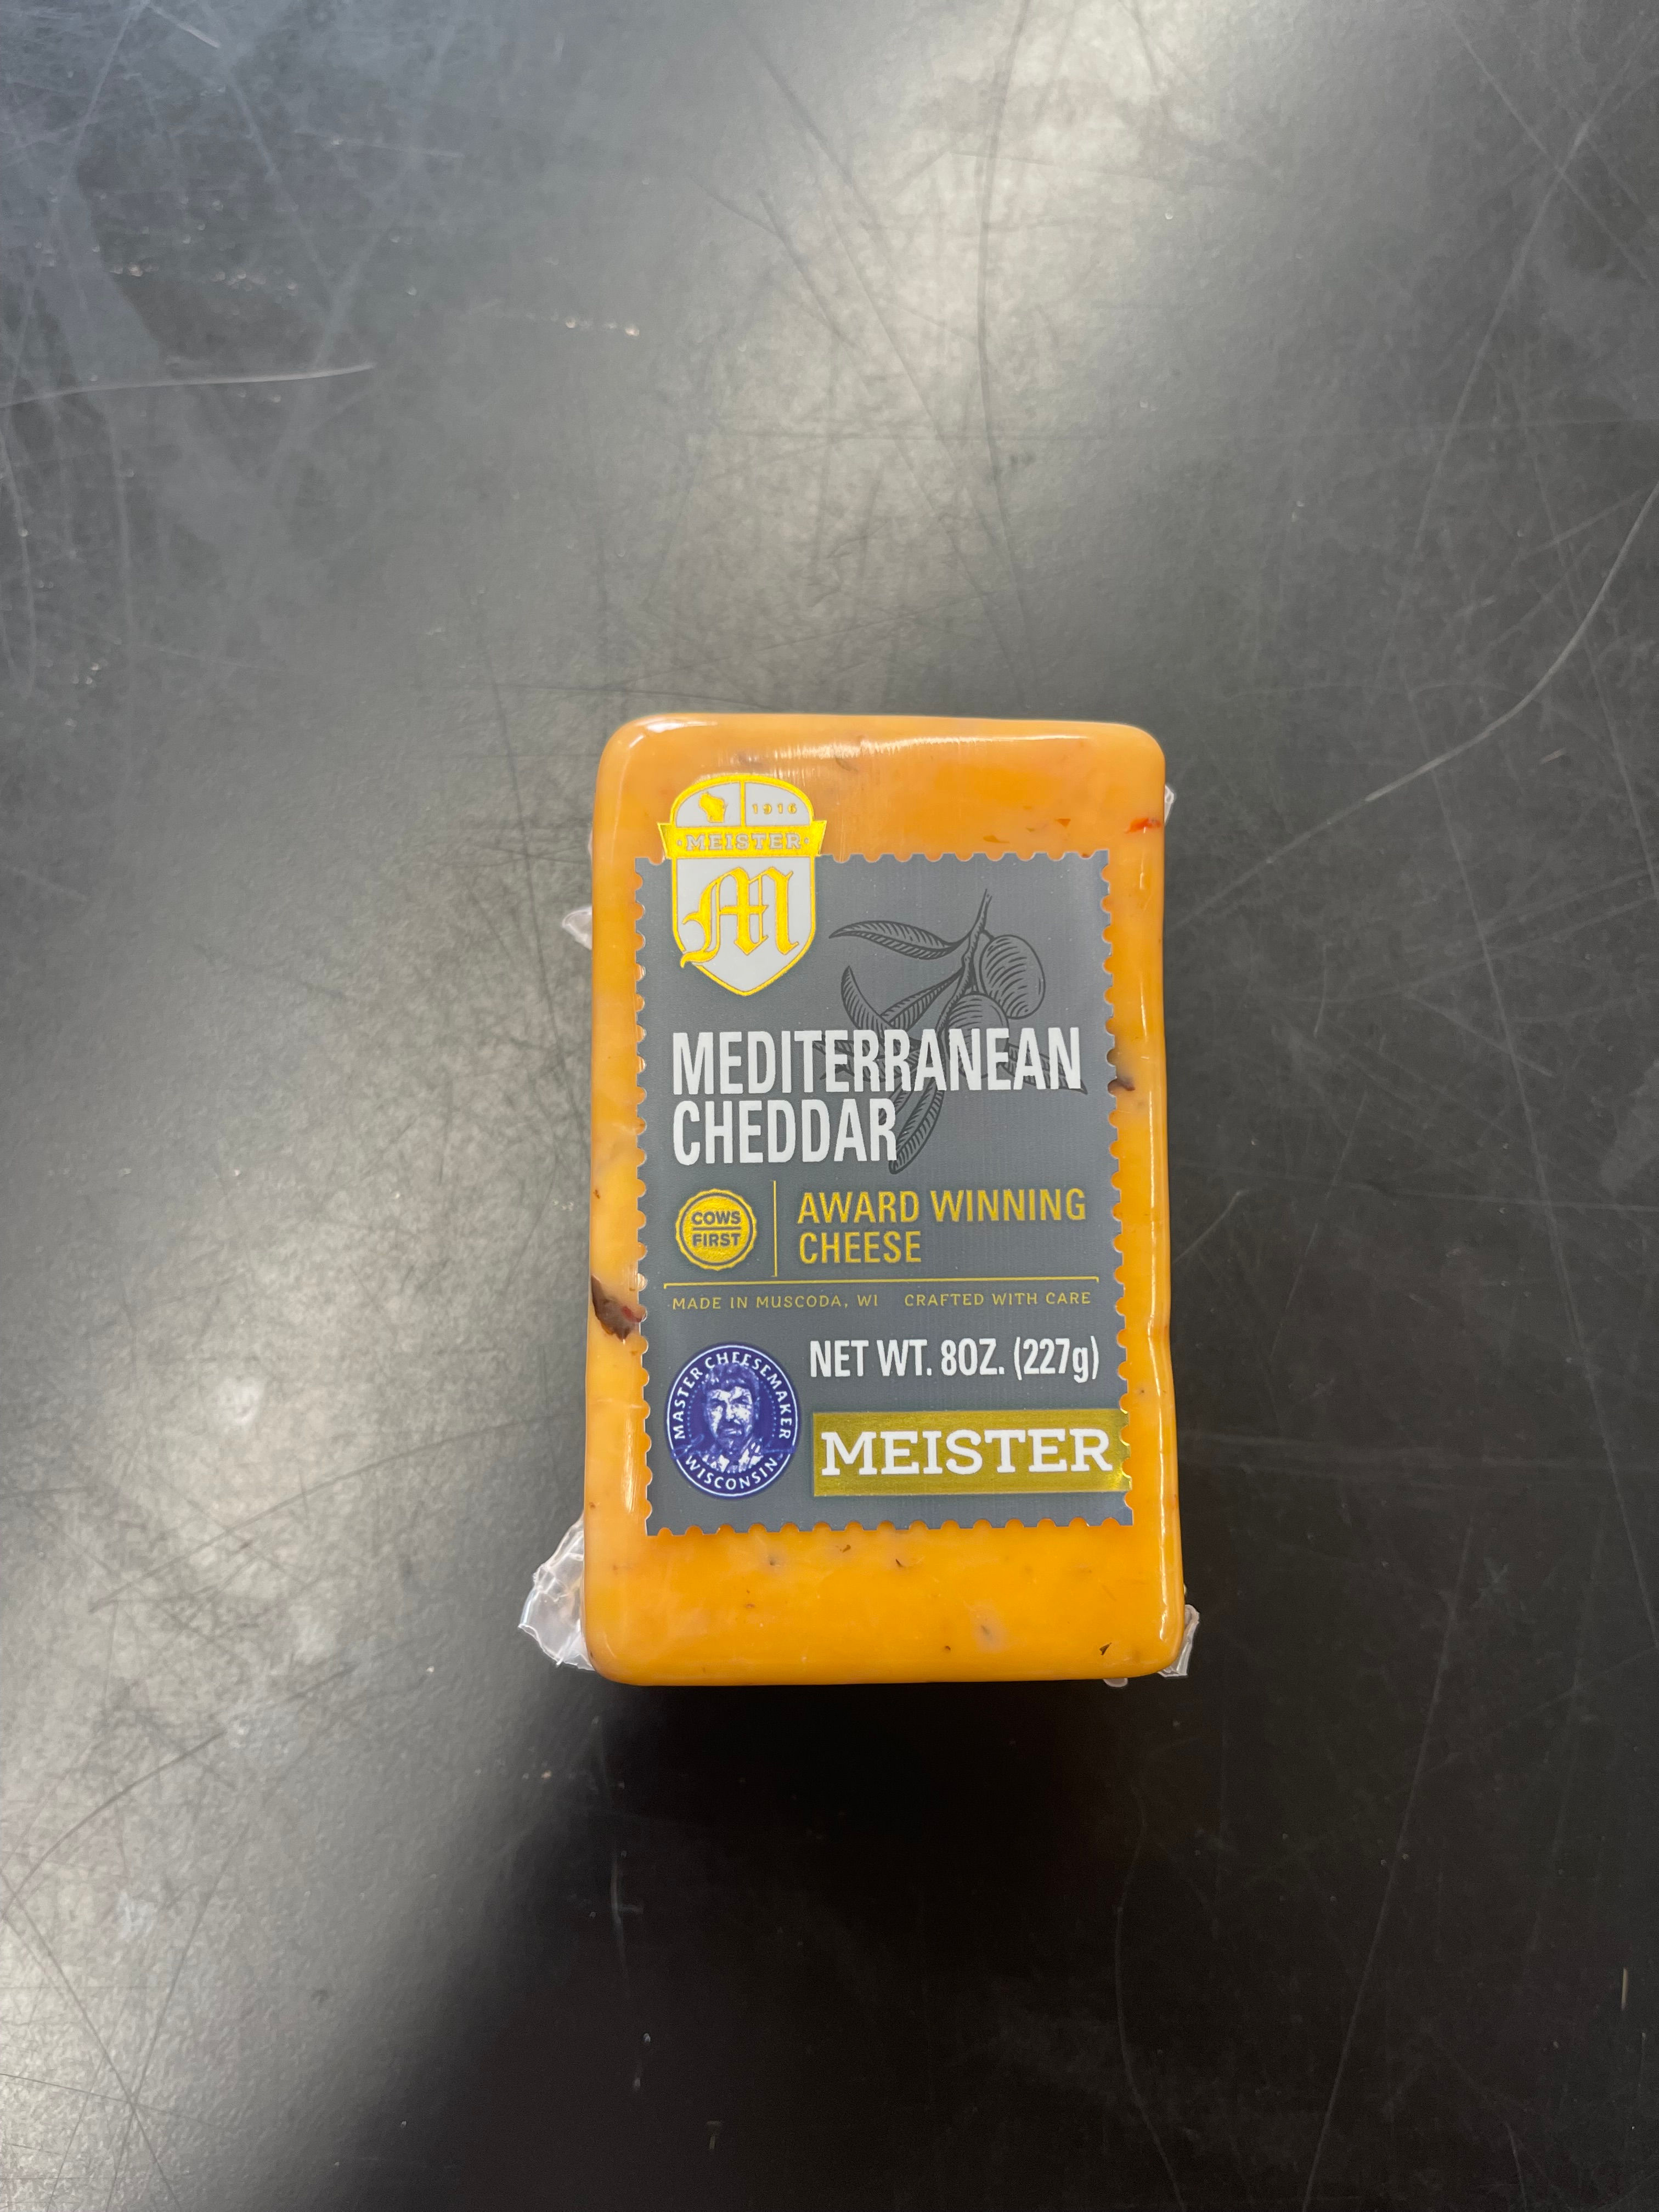 1916
MEISTER
M
MEDITERRANEAN
CHEDDAR
COWS
FIRST
AWARD WINNING
CHEESE
MADE IN MUSCODA, WI CRAFTED WITH CARE
MASTER CHEESEMAKER
WISCONSIN
NET WT. 8OZ. (227g)
MEISTER